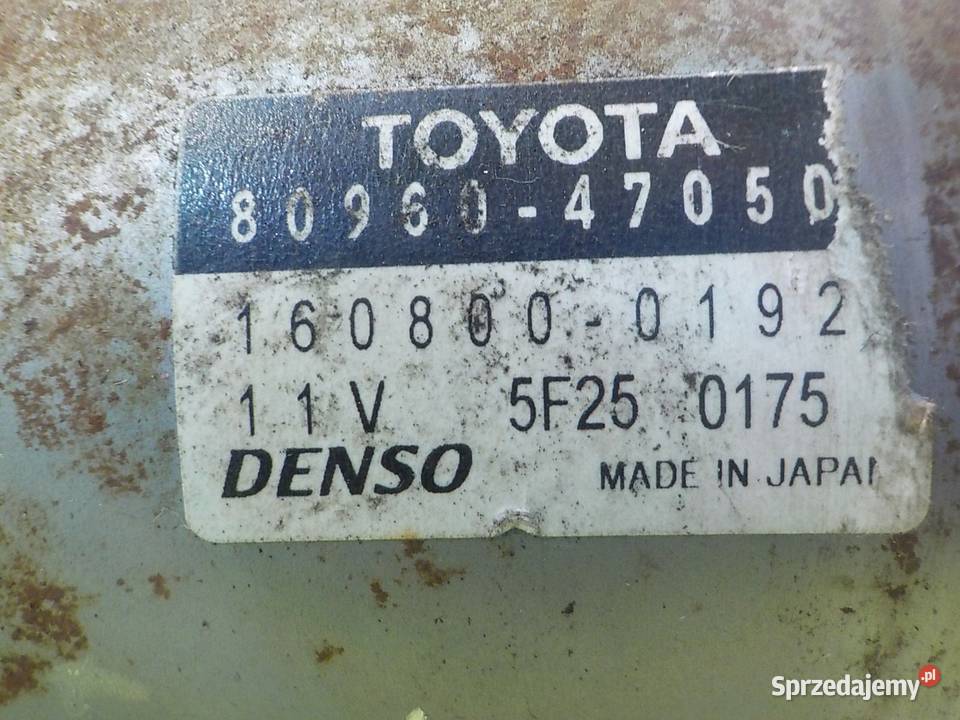 TOYOTA
80960-47050
160800-0192
11V 5F25 0175
DENSO MADE IN JAPAN
Sprzedajemy.pl